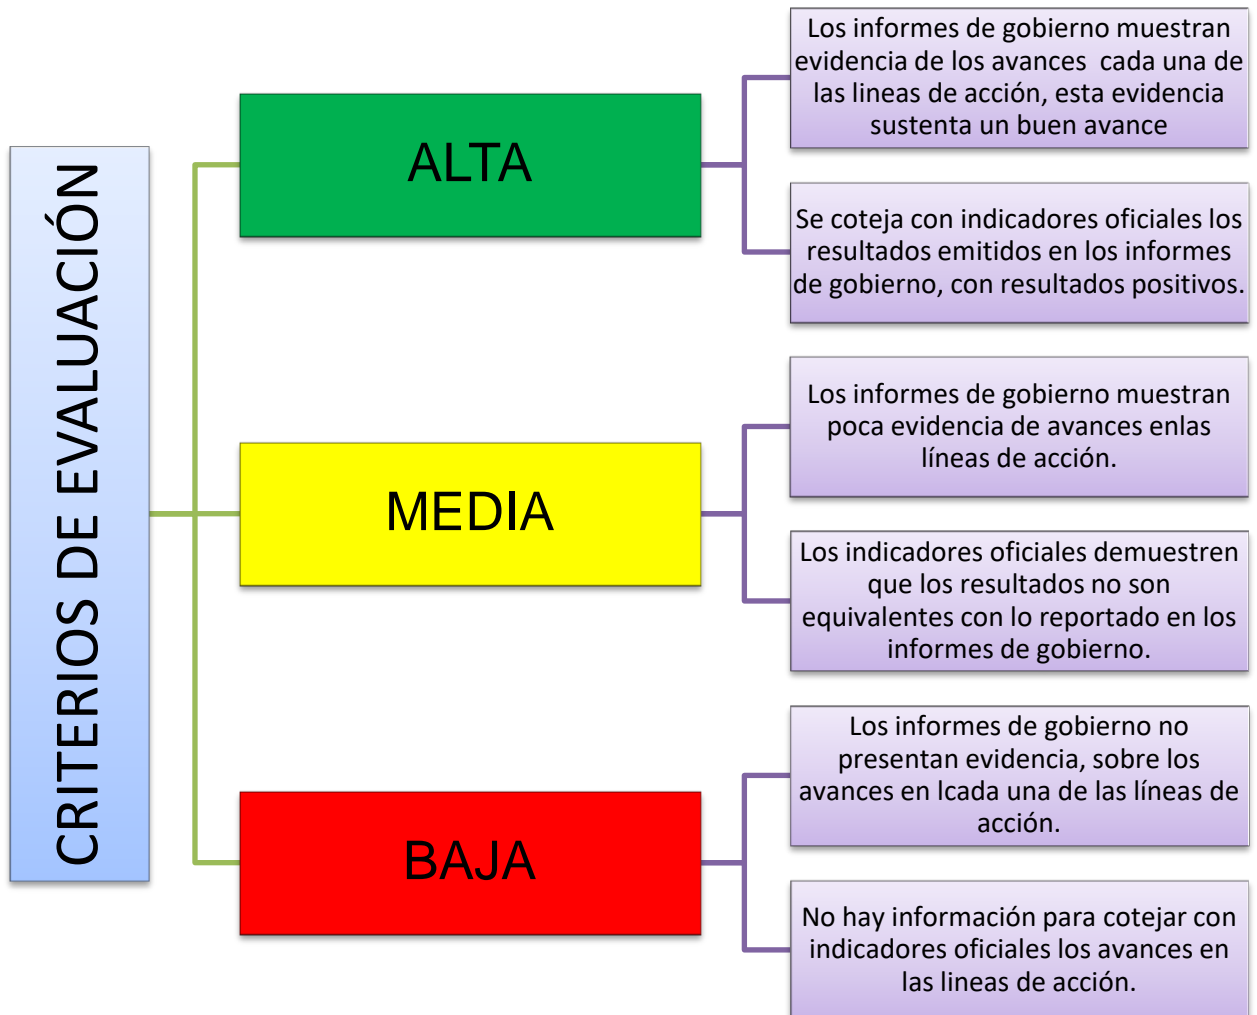 CRITERIOS DE EVALUACIÓN
ALTA
Los informes de gobierno muestran
evidencia de los avances cada una de
las lineas de acción, esta evidencia
sustenta un buen avance
Se coteja con indicadores oficiales los
resultados emitidos en los informes
de gobierno, con resultados positivos.
MEDIA
Los informes de gobierno muestran
poca evidencia de avances enlas
líneas de acción.
Los indicadores oficiales demuestren
que los resultados no son
equivalentes con lo reportado en los
informes de gobierno.
BAJA
Los informes de gobierno no
presentan evidencia, sobre los
avances en lcada una de las líneas de
acción.
No hay información para cotejar con
indicadores oficiales los avances en
las lineas de acción.